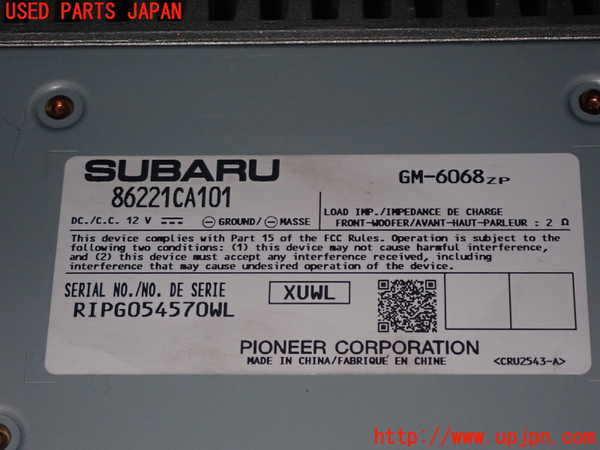 USED PARTS JAPAN
SUBARU
86221CA101
GM-6068ZP
DC./C.C. 12 V
GROUND/ MASSE
LOAD IMP./IMPEDANCE DE CHARGE
FRONT-WOOFER/AVANT-HAUT-PARLEUR : 2 Ω
This device complies with Part 15 of the FCC Rules. Operation is subject to the
following two conditions: (1) this device may not cause harmful interference,
and (2) this device must accept any interference received, including
interference that may cause undesired operation of the device.
SERIAL NO./NO. DE SERIE
XUWL
RIPG054570WL
PIONEER CORPORATION
MADE IN CHINA/FABRIQUÉ EN CHINE
<CRU2543-A>
http://www.upjpn.com/